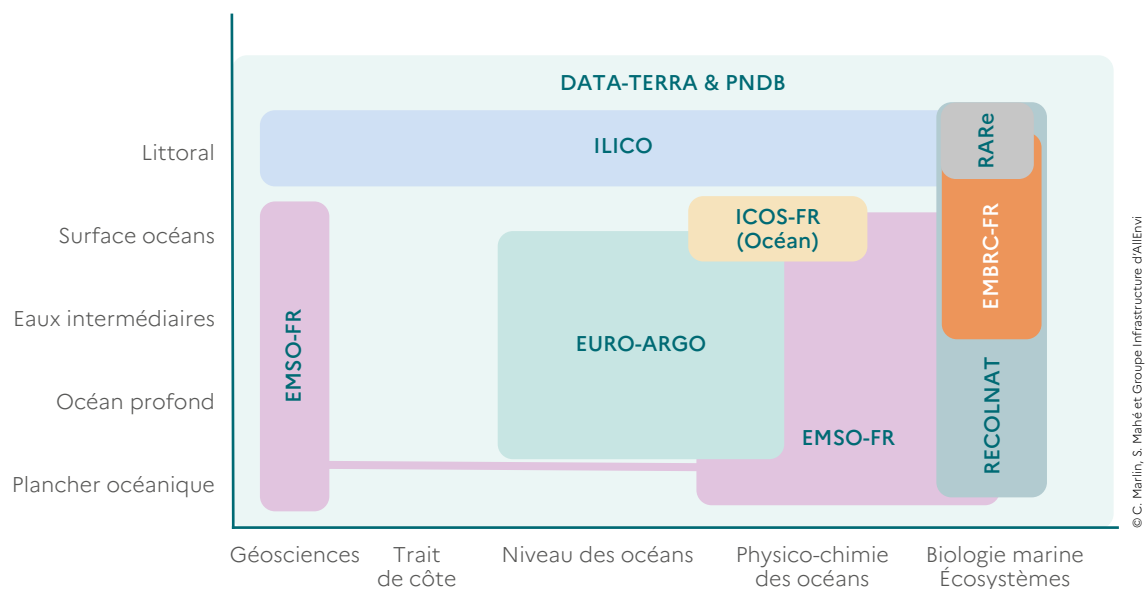 DATA-TERRA & PNDB
Littoral
ILICO
RARe
Surface océans
ICOS-FR
(Océan)
EMBRC-FR
Eaux intermédiaires
EMSO-FR
EURO-ARGO
Océan profond
EMSO-FR
RECOLNAT
Plancher océanique
Géosciences
Trait
de côte
Niveau des océans
Physico-chimie
des océans
Biologie marine
Écosystèmes
© C. Marlin, S. Mahé et Groupe Infrastructure d'AllEnvi